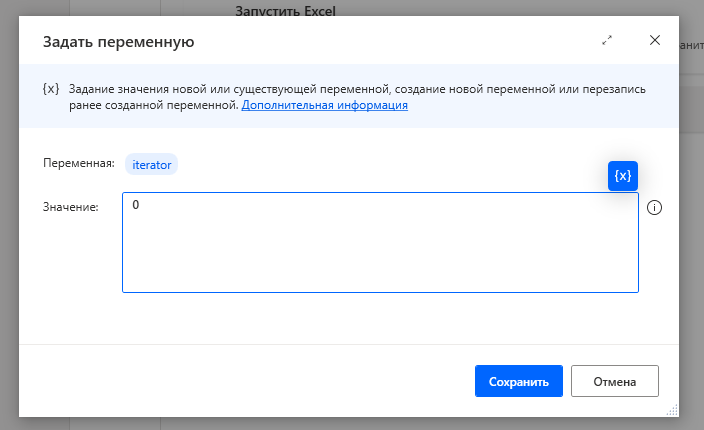 Запустить Excel
Задать переменную
анит
{x} Задание значения новой или существующей переменной, создание новой переменной или перезапись
ранее созданной переменной. Дополнительная информация
Переменная: iterator
{x}
Значение: 0
Сохранить Отмена